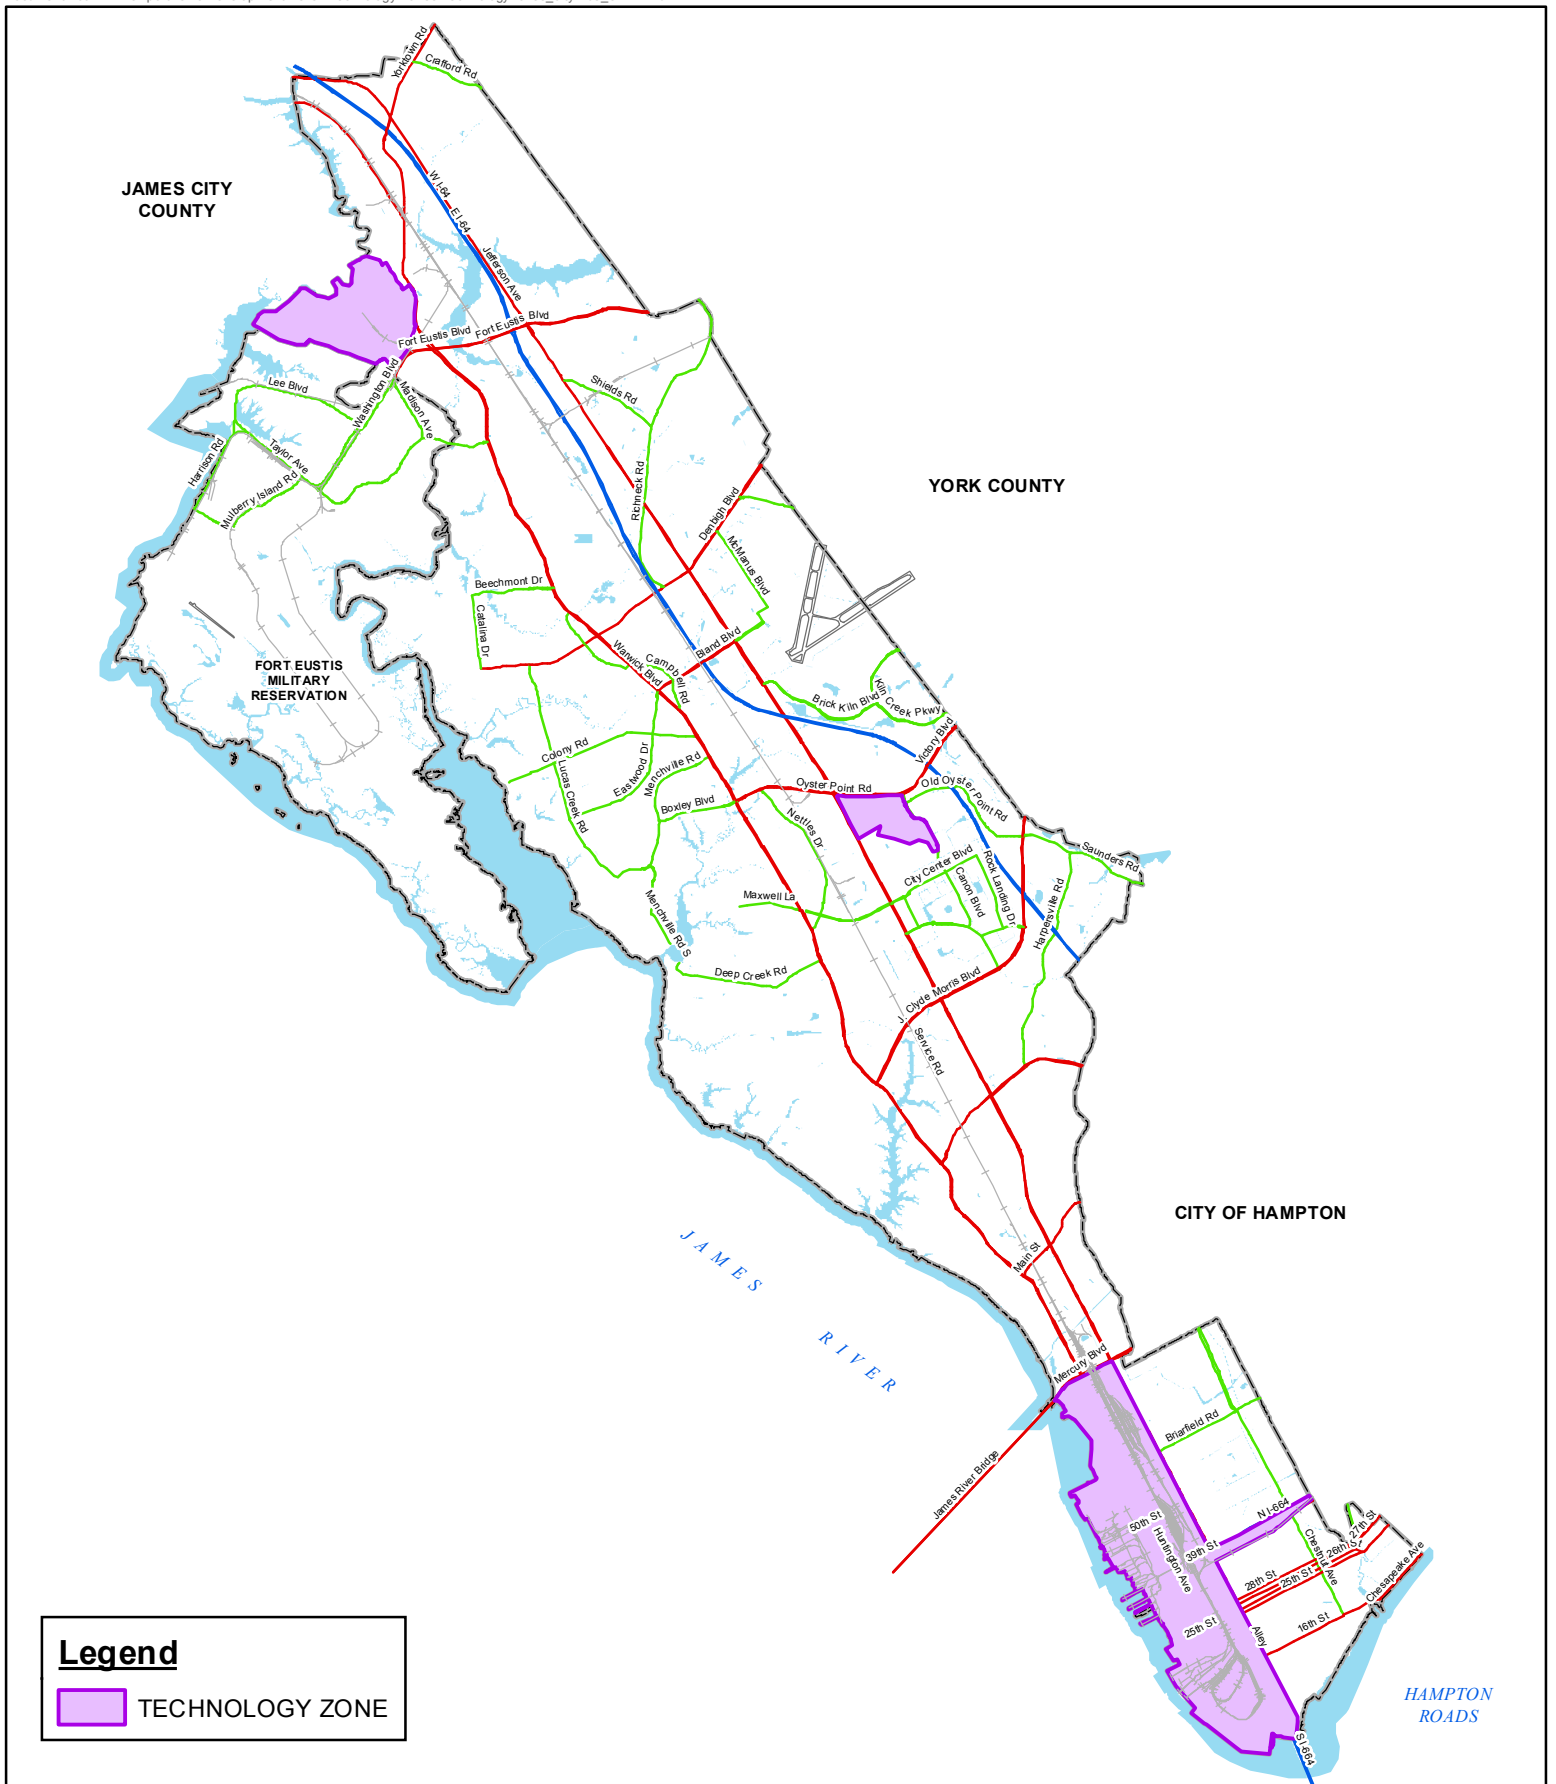 Yorktown Rd
Crafford Rd
JAMES CITY
COUNTY
W I-64
E I-64
Jefferson Ave
Fort Eustis Blvd
Fort Eustis Blvd
Lee Blvd
Washington Blvd
Madison Ave
Shields Rd
Harrison Rd
Taylor Ave
Mulberry Island Rd
Richneck Rd
YORK COUNTY
Denbigh Blvd
McManus Blvd
Beechmont Dr
Catalina Dr
FORT EUSTIS
MILITARY
RESERVATION
Warwick Blvd
Campbell Rd
Bland Blvd
Brick Kiln Blvd
Kiln Creek Pkwy
Victory Blvd
Colony Rd
Lucas Creek Rd
Eastwood Dr
Menchville Rd
Boxley Blvd
Oyster Point Rd
Old Oyster Point Rd
Nettles Dr
Saunders Rd
City Center Blvd
Canon Blvd
Rock Landing Dr
Harpersville Rd
Maxwell La
Menchville Rd S
Deep Creek Rd
J. Clyde Morris Blvd
Service Rd
CITY OF HAMPTON
JAMES
RIVER
Main St
Mercury Blvd
James River Bridge
Briarfield Rd
N I-664
50th St
Huntington Ave
39th St
27th St
26th St
28th St
25th St
Chestnut Ave
Chesapeake Ave
25th St
16th St
Alley
S I-664
HAMPTON
ROADS
Legend
TECHNOLOGY ZONE